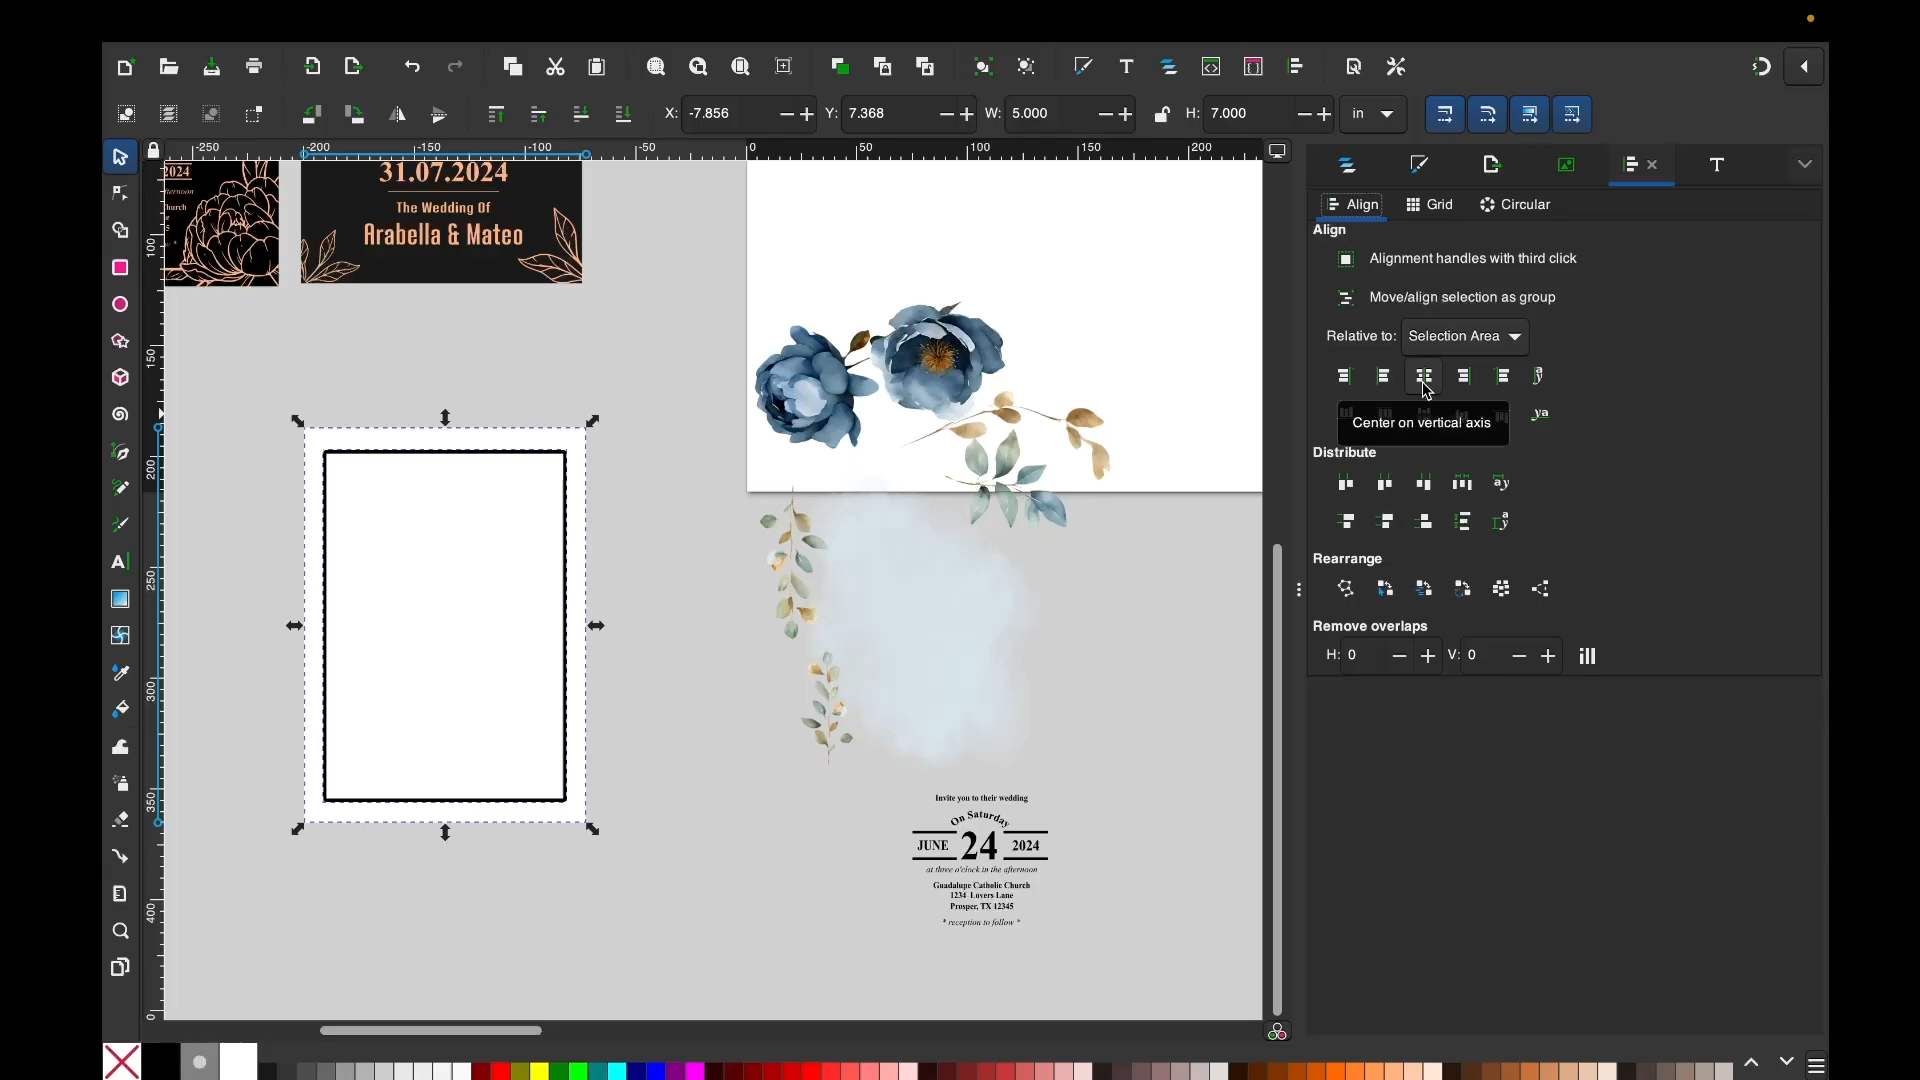 X: -7.856 Y: 7.368 W: 5.000 H: 7.000 in
-250 -200 -150 -100 -50 0 50 100 150 200
Align Grid Circular
Align
Alignment handles with third click
Move/align selection as group
Relative to: Selection Area
Center on vertical axis
Distribute
Rearrange
Remove overlaps
H: 0 V: 0
100
150
200
250
300
350
400
0
2024
ternoon
hurch
e
s
31.07.2024
The Wedding Of
Arabella & Mateo
Invite you to their wedding
On Saturday
JUNE 24 2024
at three o'clock in the afternoon
Guadalupe Catholic Church
1234 Lovers Lane
Prosper, TX 12345
* reception to follow *